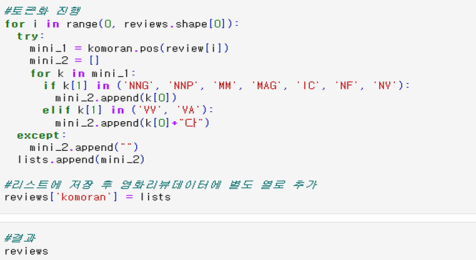 #토큰화 진행
for i in range(0, reviews.shape[0]):
  try:
    mini_1 = komoran.pos(review[i])
    mini_2 = []
    for k in mini_1:
      if k[1] in ('NNG', 'NNP', 'MM', 'MAG', 'IC', 'NF', 'NV'):
        mini_2.append(k[0])
      elif k[1] in ('VV', 'VA'):
        mini_2.append(k[0]+"다")
  except:
    mini_2.append("")
  lists.append(mini_2)
#리스트에 저장 후 영화리뷰데이터에 별도 열로 추가
reviews['komoran'] = lists
#결과
reviews